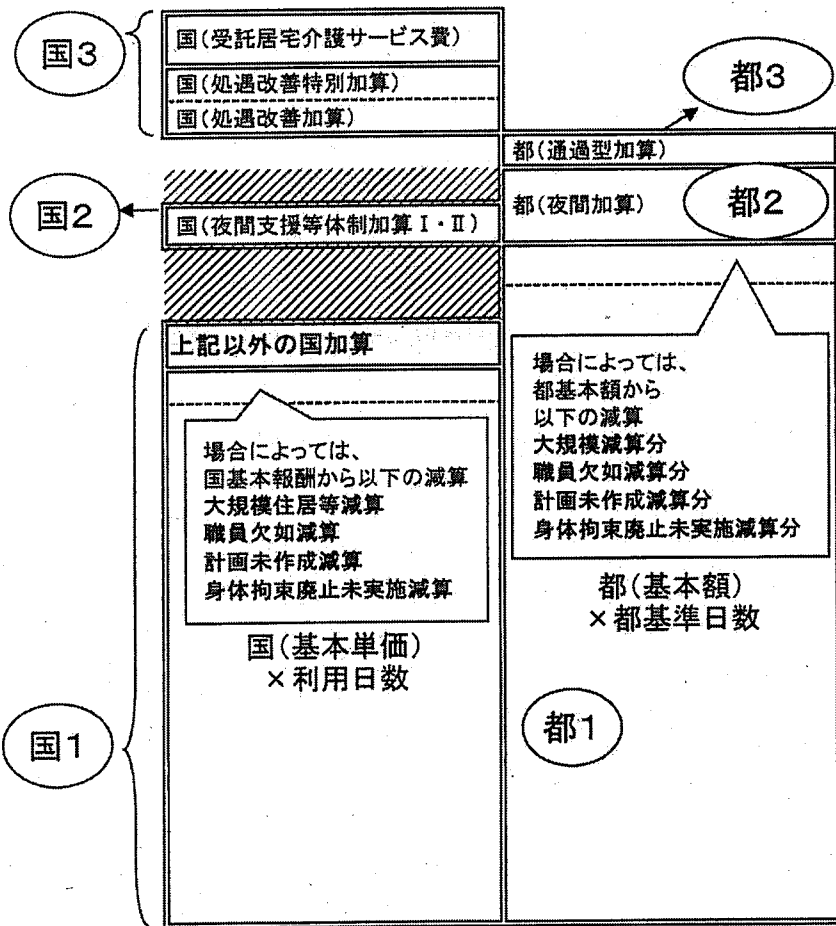 国3
国(受託居宅介護サービス費)
国(処遇改善特別加算)
国(処遇改善加算)
都3
都(通過型加算)
国2
国(夜間支援等体制加算Ⅰ・Ⅱ)
都(夜間加算)
都2
上記以外の国加算
場合によっては、
国基本報酬から以下の減算
大規模住居等減算
職員欠如減算
計画未作成減算
身体拘束廃止未実施減算
国(基本単価)
×利用日数
国1
場合によっては、
都基本額から
以下の減算
大規模減算分
職員欠如減算分
計画未作成減算分
身体拘束廃止未実施減算分
都(基本額)
×都基準日数
都1